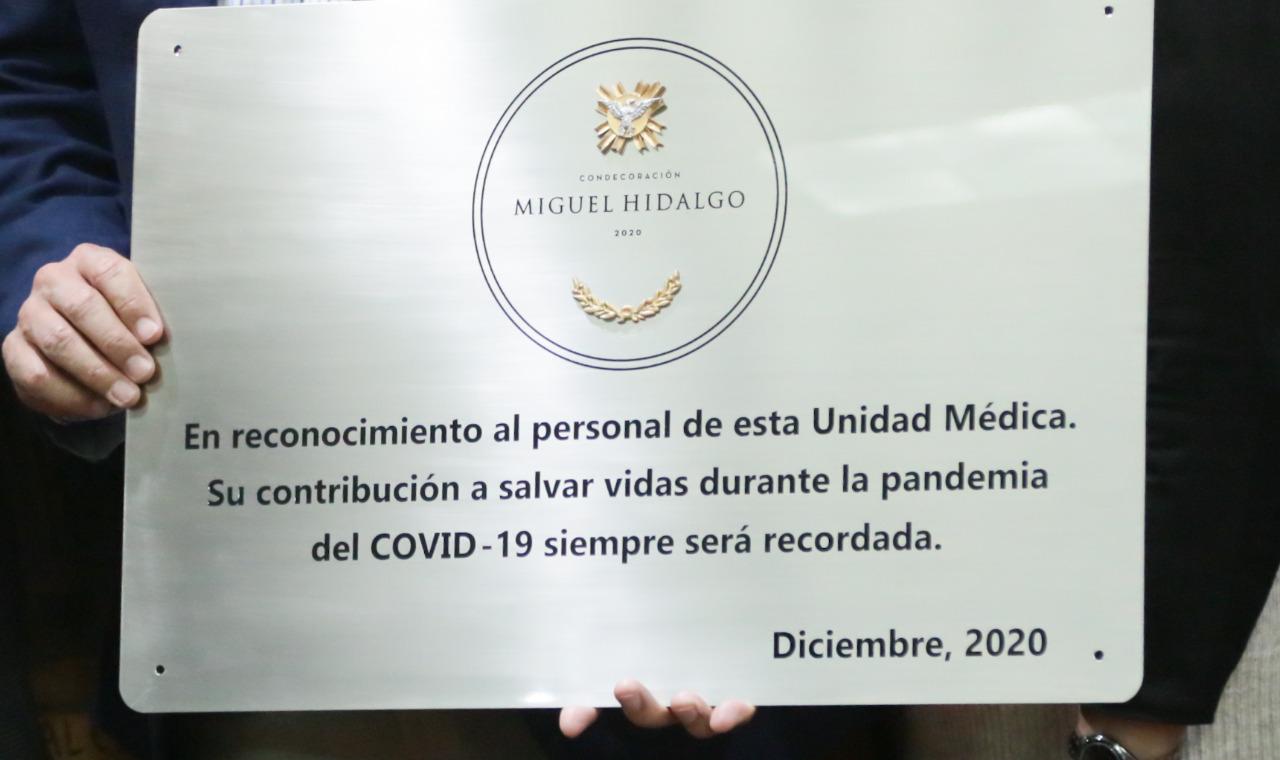 CONDECORACIÓN
MIGUEL HIDALGO
2020
En reconocimiento al personal de esta Unidad Médica.
Su contribución a salvar vidas durante la pandemia
del COVID-19 siempre será recordada.
Diciembre, 2020